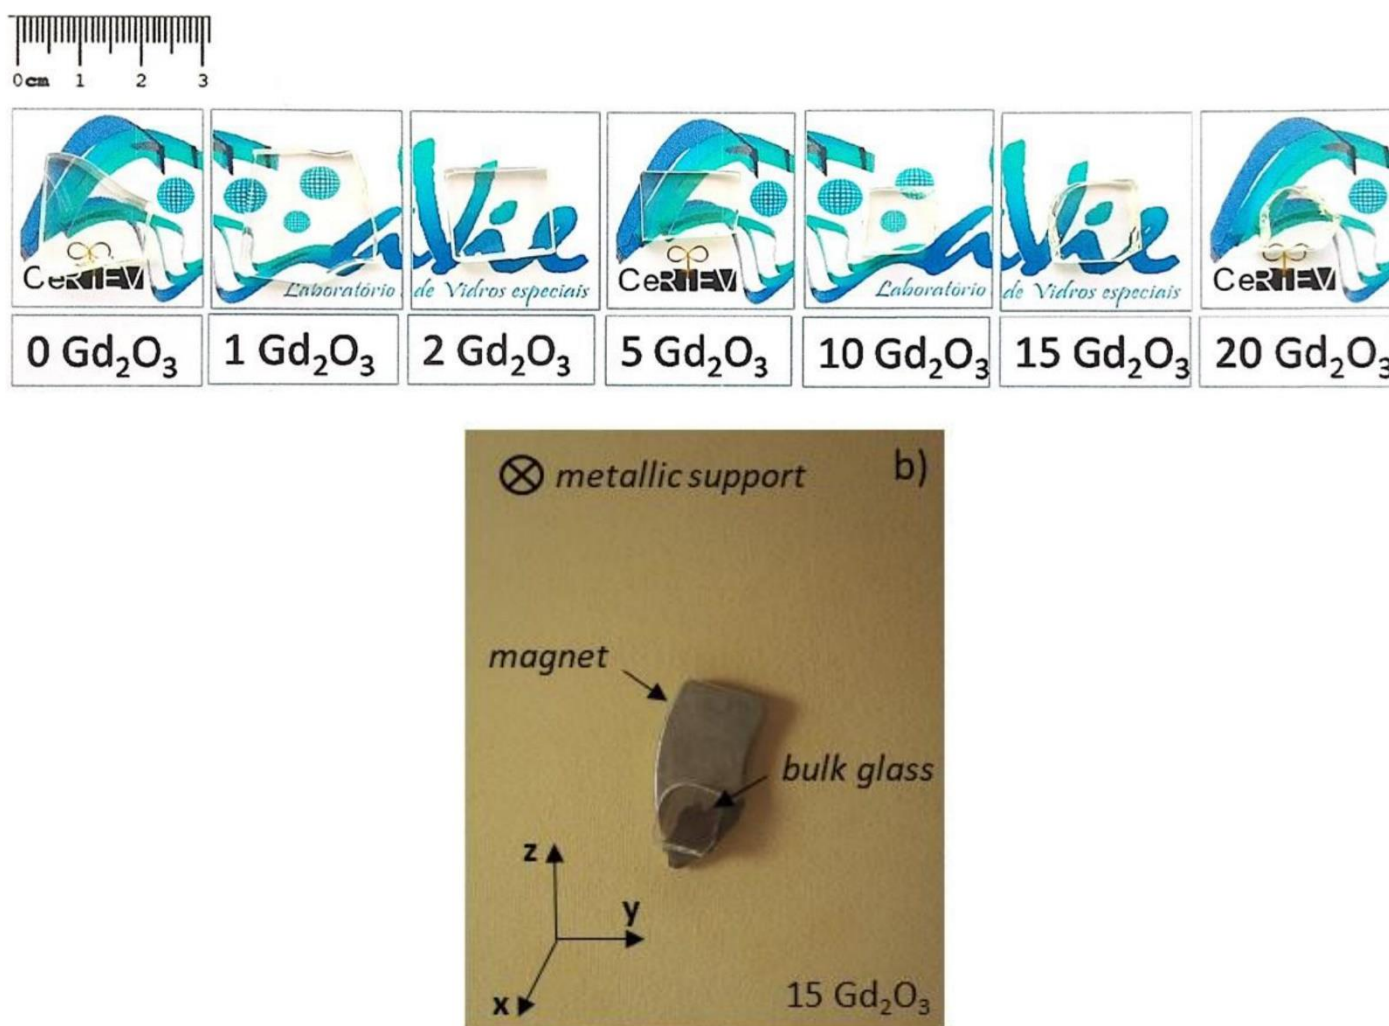 0 cm 1 2 3
CeRTEV
Laboratório
de Vidros especiais
CeRTEV
Laboratório
de Vidros especiais
CeRTEV
0 Gd₂O₃
1 Gd₂O₃
2 Gd₂O₃
5 Gd₂O₃
10 Gd₂O₃
15 Gd₂O₃
20 Gd₂O₃
metallic support
b)
magnet
bulk glass
z
y
x
15 Gd₂O₃